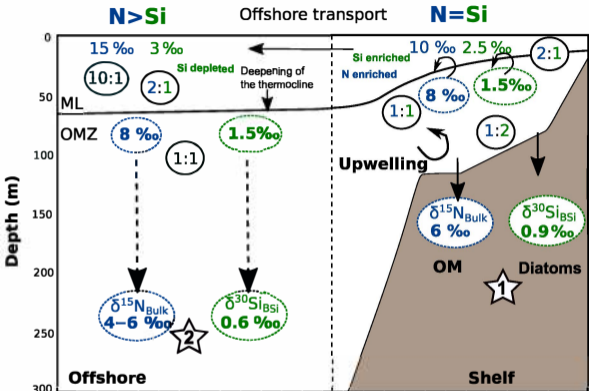 N>Si
Offshore transport
N=Si
0
15 ‰
3 ‰
10 ‰
2.5 ‰
2:1
Si depleted
Si enriched
N enriched
10:1
2:1
Deepening of
the thermocline
8 ‰
1.5‰
50
ML
1:1
OMZ
8 ‰
1.5‰
1:2
100
1:1
Upwelling
150
Depth (m)
δ15NBulk
6 ‰
δ30SiBSi
0.9‰
200
OM
Diatoms
1
δ15NBulk
4–6 ‰
δ30SiBSi
0.6 ‰
2
250
Offshore
Shelf
300